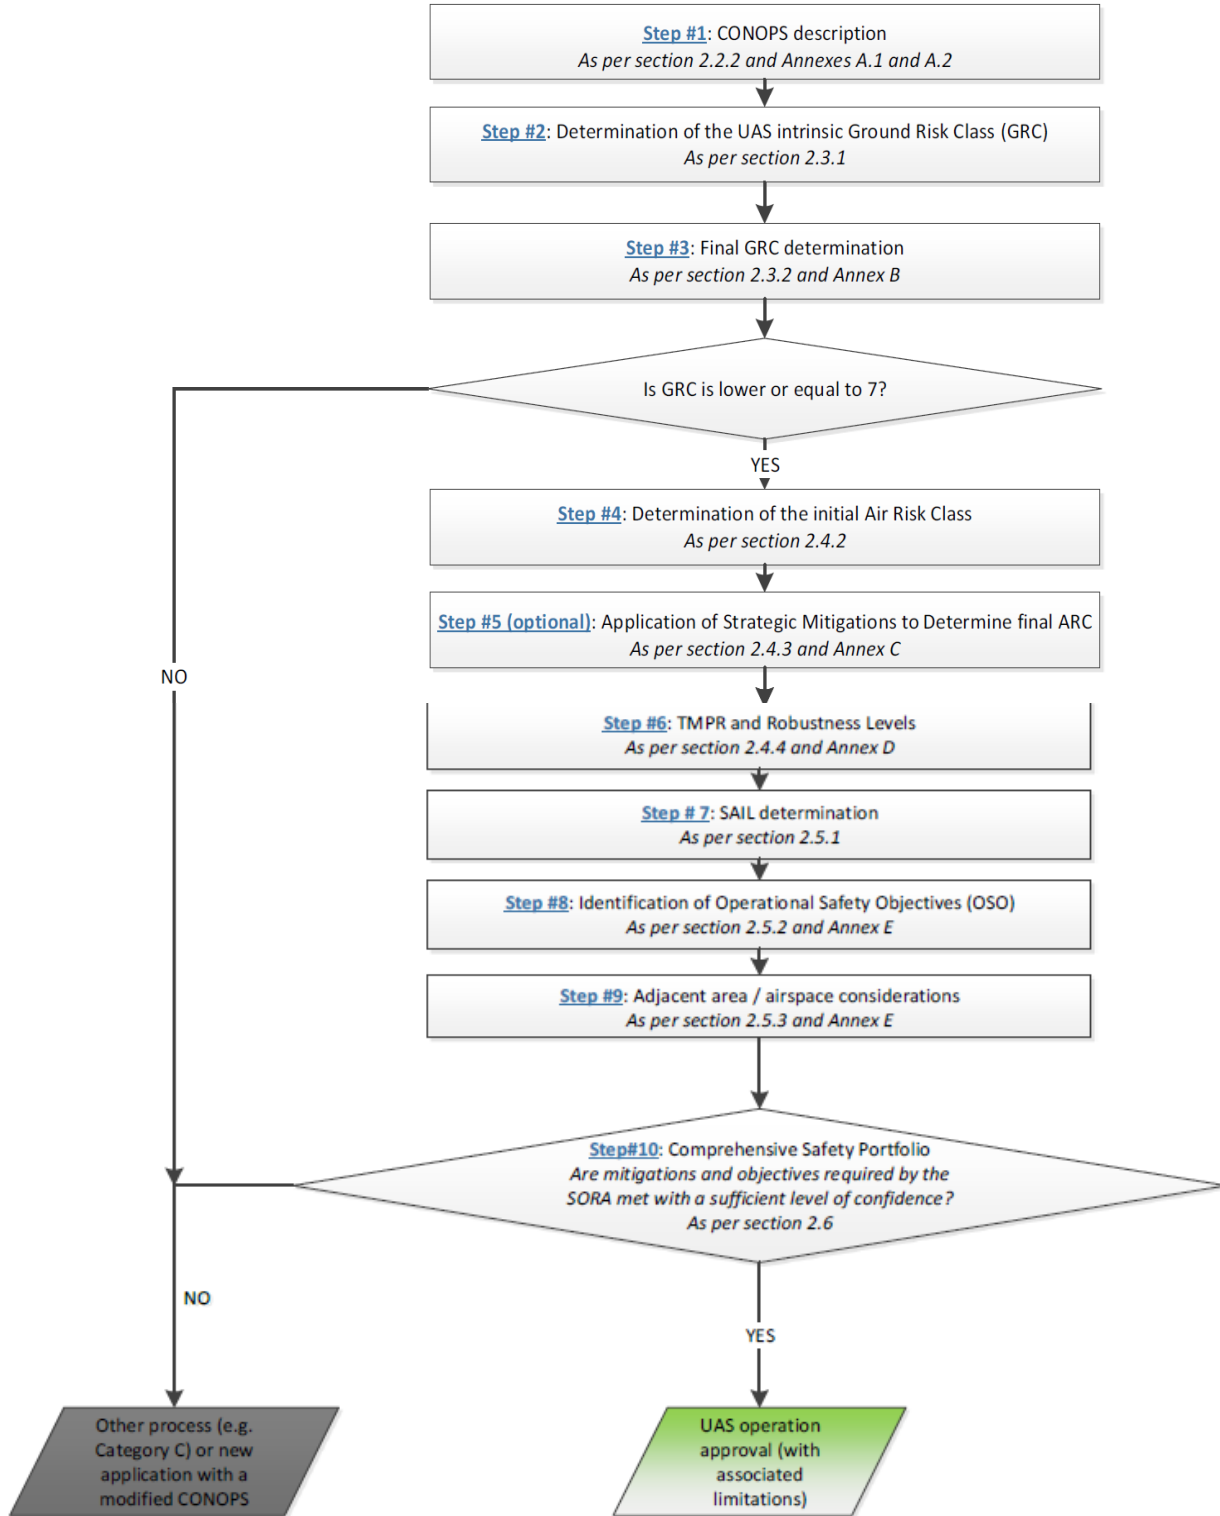 Step #1: CONOPS description
As per section 2.2.2 and Annexes A.1 and A.2
Step #2: Determination of the UAS intrinsic Ground Risk Class (GRC)
As per section 2.3.1
Step #3: Final GRC determination
As per section 2.3.2 and Annex B
Is GRC is lower or equal to 7?
YES
Step #4: Determination of the initial Air Risk Class
As per section 2.4.2
Step #5 (optional): Application of Strategic Mitigations to Determine final ARC
As per section 2.4.3 and Annex C
NO
Step #6: TMPR and Robustness Levels
As per section 2.4.4 and Annex D
Step # 7: SAIL determination
As per section 2.5.1
Step #8: Identification of Operational Safety Objectives (OSO)
As per section 2.5.2 and Annex E
Step #9: Adjacent area / airspace considerations
As per section 2.5.3 and Annex E
Step#10: Comprehensive Safety Portfolio
Are mitigations and objectives required by the
SORA met with a sufficient level of confidence?
As per section 2.6
NO
YES
Other process (e.g.
Category C) or new
application with a
modified CONOPS
UAS operation
approval (with
associated
limitations)